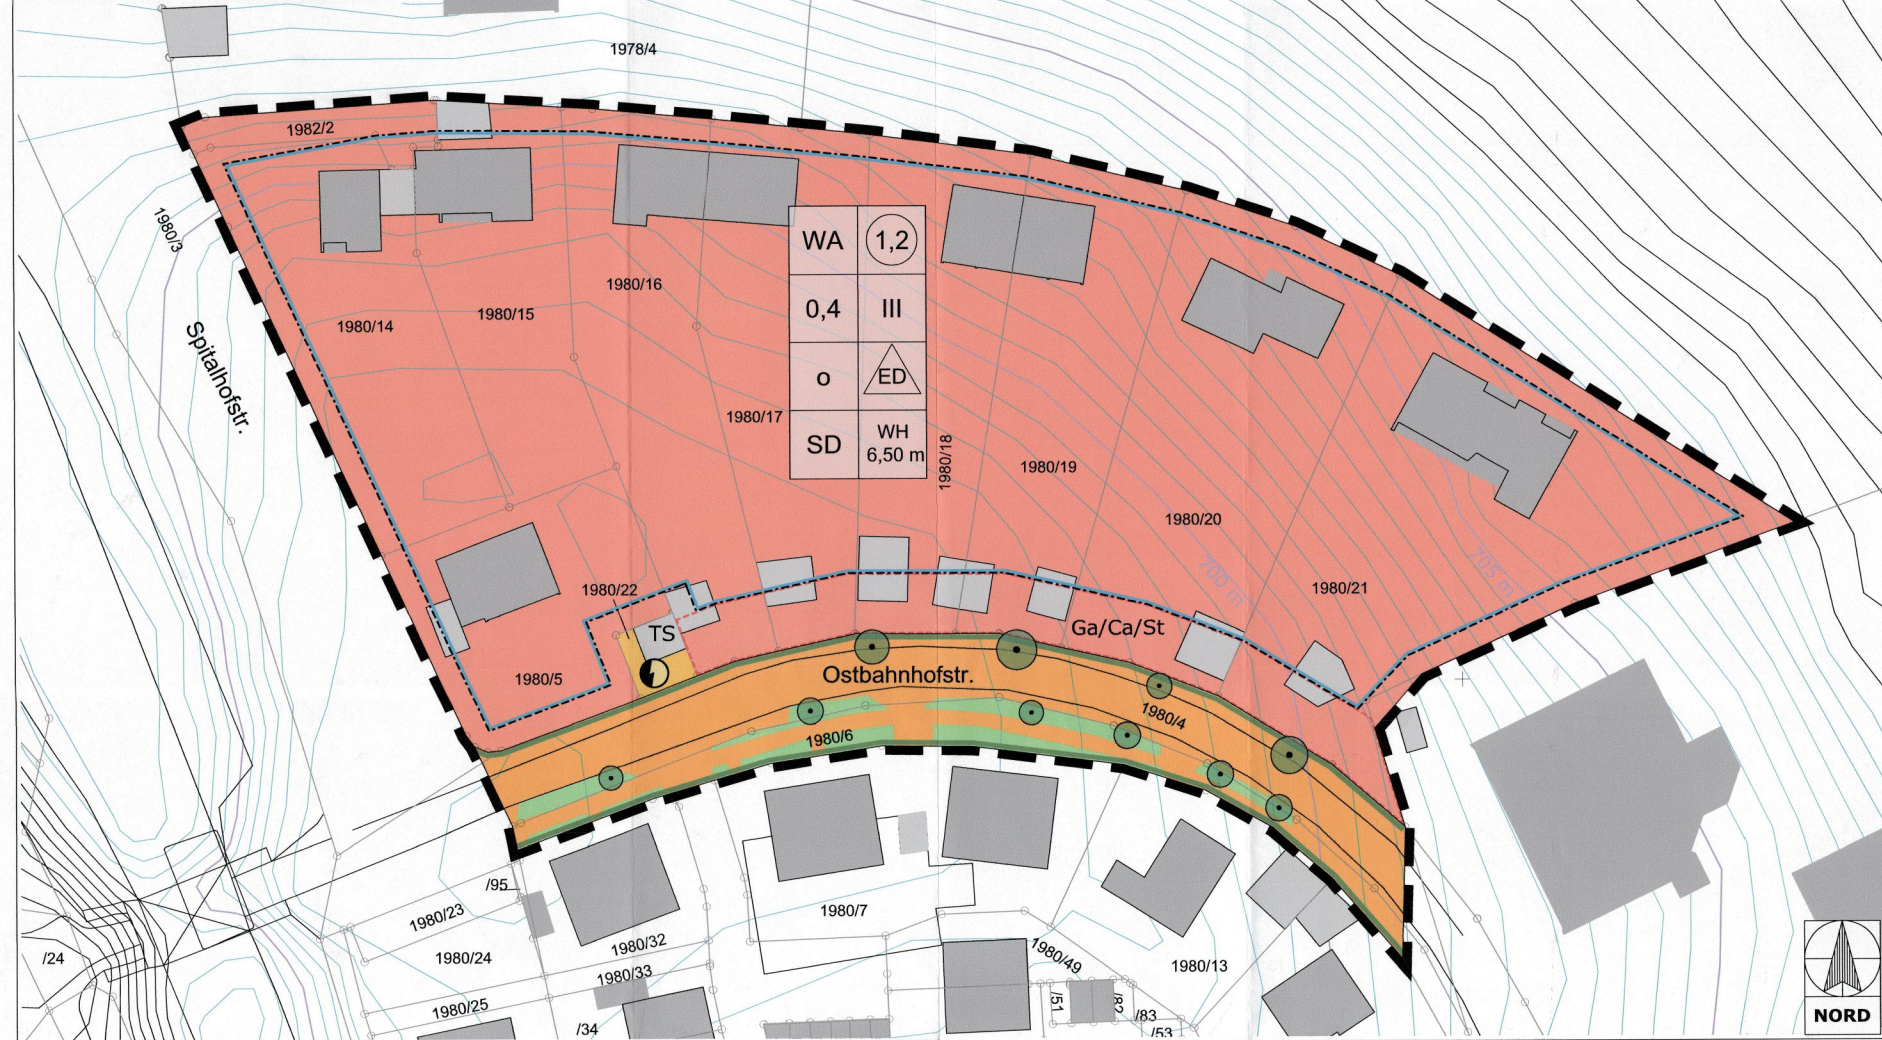 1978/4
1982/2
1980/3
Spitalhofstr.
WA
1,2
0,4
III
o
ED
SD
WH
6,50 m
1980/14
1980/15
1980/16
1980/17
1980/18
1980/19
1980/20
1980/21
700 m
705 m
1980/22
TS
1980/5
Ga/Ca/St
Ostbahnhofstr.
1980/4
1980/6
/95
1980/23
1980/24
1980/25
1980/32
1980/33
/34
/24
1980/7
1980/49
1980/13
/51
/82
/83
/53
NORD